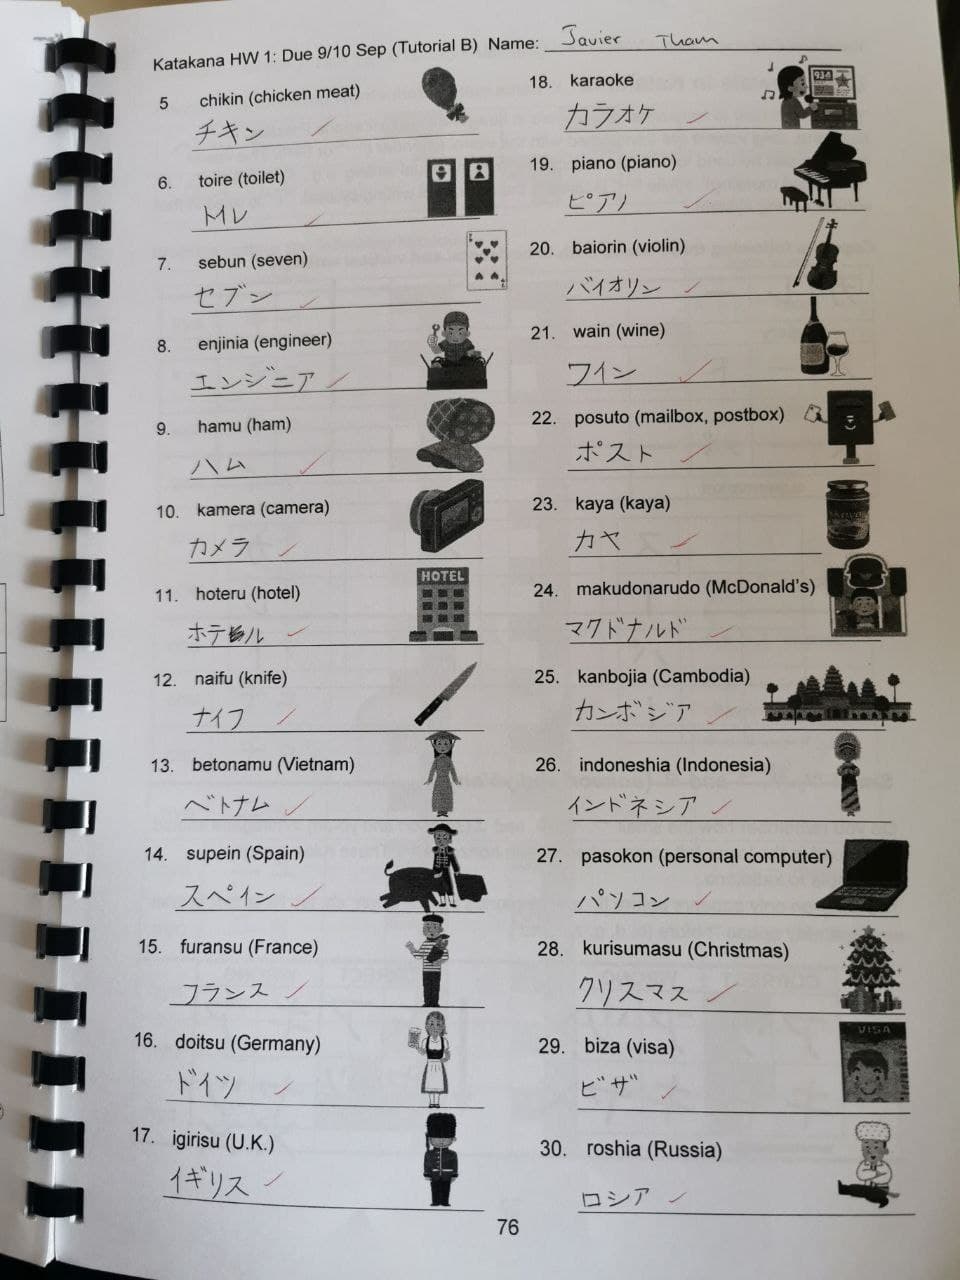 Katakana HW 1: Due 9/10 Sep (Tutorial B) Name: Javier Tham
5 chikin (chicken meat)
チキン
6. toire (toilet)
トイレ
7. sebun (seven)
セブン
8. enjinia (engineer)
エンジニア
9. hamu (ham)
ハム
10. kamera (camera)
カメラ
11. hoteru (hotel)
HOTEL
ホテル
12. naifu (knife)
ナイフ
13. betonamu (Vietnam)
ベトナム
14. supein (Spain)
スペイン
15. furansu (France)
フランス
16. doitsu (Germany)
ドイツ
17. igirisu (U.K.)
イギリス
18. karaoke
934
カラオケ
19. piano (piano)
ピアノ
20. baiorin (violin)
バイオリン
21. wain (wine)
ワイン
22. posuto (mailbox, postbox)
ポスト
23. kaya (kaya)
カヤ
24. makudonarudo (McDonald's)
マクドナルド
25. kanbojia (Cambodia)
カンボジア
26. indoneshia (Indonesia)
インドネシア
27. pasokon (personal computer)
パソコン
28. kurisumasu (Christmas)
クリスマス
29. biza (visa)
VISA
ビザ
30. roshia (Russia)
ロシア
76